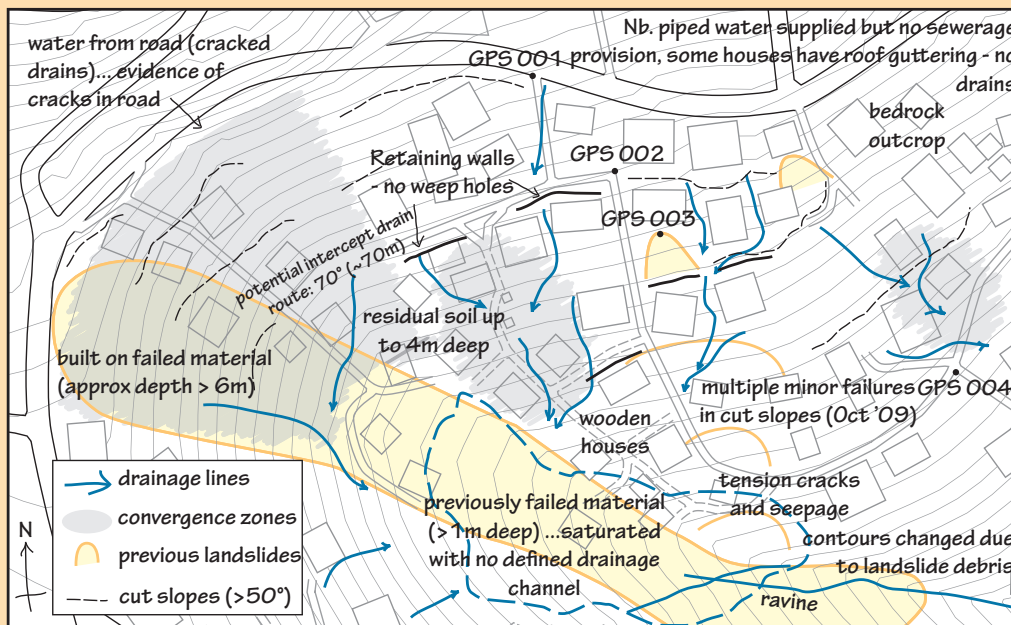 water from road (cracked
drains)... evidence of
cracks in road
Nb. piped water supplied but no sewerage
provision, some houses have roof guttering - no
drains
GPS 001
bedrock
outcrop
Retaining walls
- no weep holes
GPS 002
GPS 003
potential intercept drain
route: 70° (~70m)
residual soil up
to 4m deep
built on failed material
(approx depth > 6m)
multiple minor failures
in cut slopes (Oct '09)
GPS 004
wooden
houses
tension cracks
and seepage
previously failed material
(>1m deep) ...saturated
with no defined drainage
channel
contours changed due
to landslide debris
ravine
N
drainage lines
convergence zones
previous landslides
cut slopes (>50°)